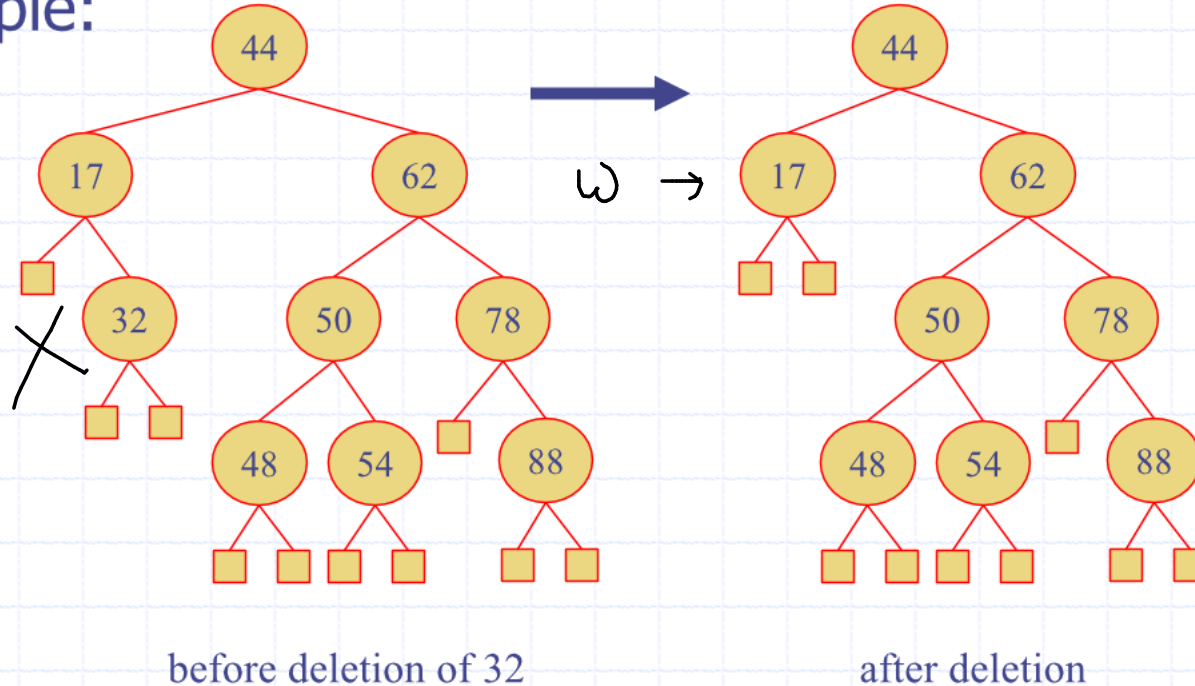 ple:
44 44
17 62 ω → 17 62
32 50 78 50 78
48 54 88 48 54 88
before deletion of 32 after deletion